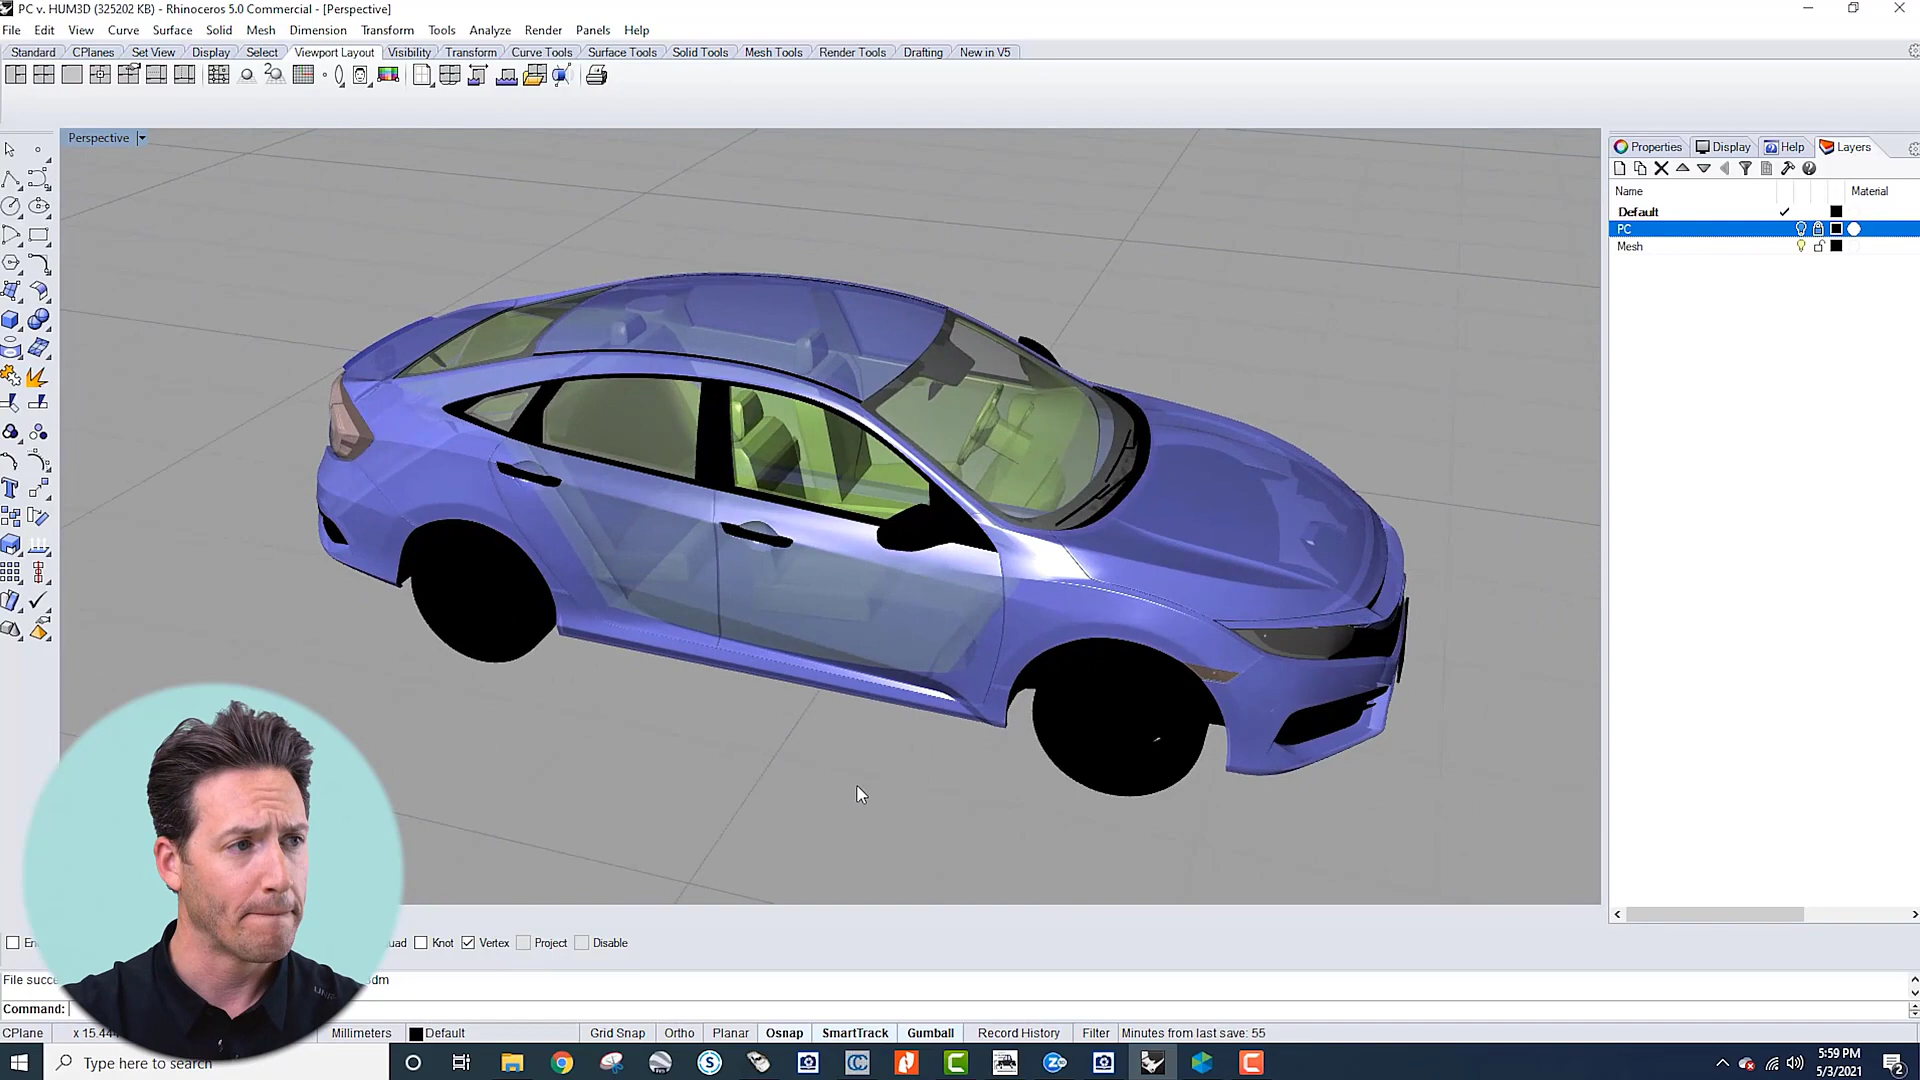 PC v. HUM3D (325202 KB) - Rhinoceros 5.0 Commercial - [Perspective]
File Edit View Curve Surface Solid Mesh Dimension Transform Tools Analyze Render Panels Help
Standard CPlanes Set View Display Select Viewport Layout Visibility Transform Curve Tools Surface Tools Solid Tools Mesh Tools Render Tools Drafting New in V5
Perspective
Properties Display Help Layers
Name Material
Default
PC
Mesh
Knot Vertex Project Disable
File succ
Command:
CPlane x 15.44 Millimeters Default Grid Snap Ortho Planar Osnap SmartTrack Gumball Record History Filter Minutes from last save: 55
Type here to search
5:59 PM
5/3/2021
2